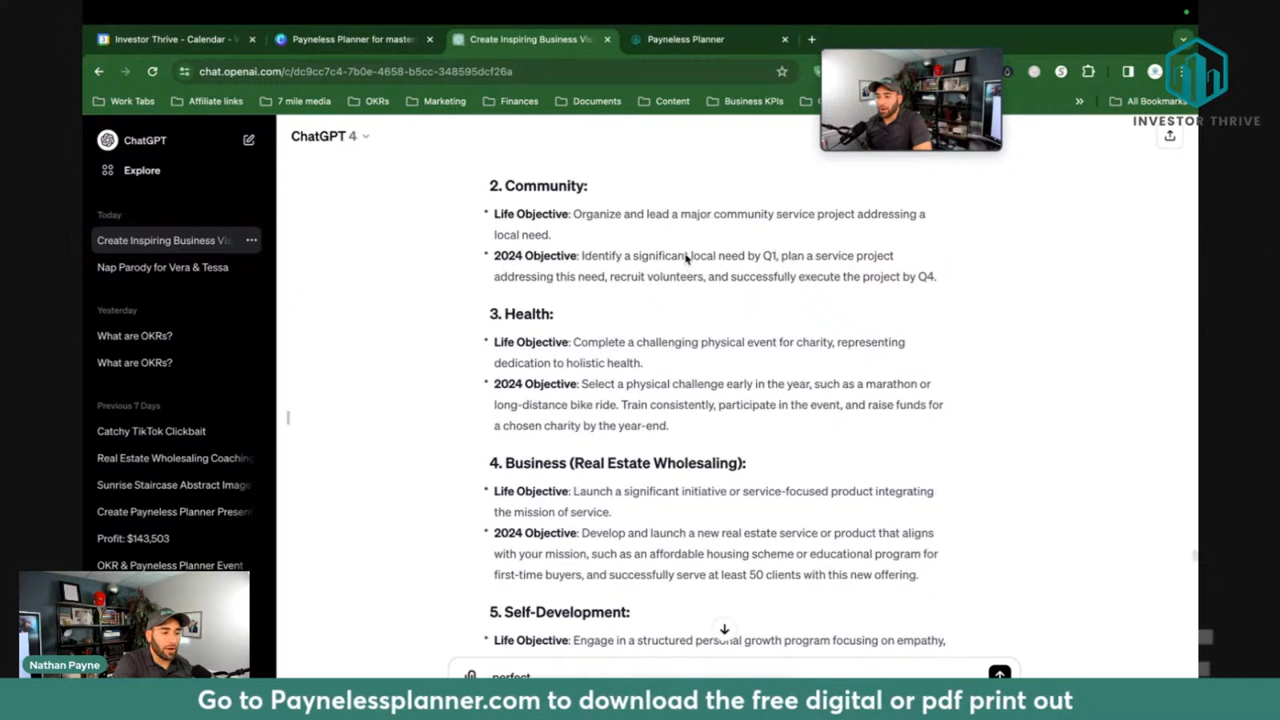 Investor Thrive - Calendar -
Payneless Planner for master
Create Inspiring Business Vis
Payneless Planner
chat.openai.com/c/dc9cc7c4-7b0e-4658-b5cc-348595dcf26a
Work Tabs
Affiliate links
7 mile media
OKRs
Marketing
Finances
Documents
Content
Business KPIs
All Bookmarks
INVESTOR THRIVE
ChatGPT
Explore
Today
Create Inspiring Business Vis
Nap Parody for Vera & Tessa
Yesterday
What are OKRs?
What are OKRs?
Previous 7 Days
Catchy TikTok Clickbait
Real Estate Wholesaling Coaching
Sunrise Staircase Abstract Image
Create Payneless Planner Present
Profit: $143,503
OKR & Payneless Planner Event
Nathan Payne
ChatGPT 4
2. Community:
Life Objective: Organize and lead a major community service project addressing a
local need.
2024 Objective: Identify a significant local need by Q1, plan a service project
addressing this need, recruit volunteers, and successfully execute the project by Q4.
3. Health:
Life Objective: Complete a challenging physical event for charity, representing
dedication to holistic health.
2024 Objective: Select a physical challenge early in the year, such as a marathon or
long-distance bike ride. Train consistently, participate in the event, and raise funds for
a chosen charity by the year-end.
4. Business (Real Estate Wholesaling):
Life Objective: Launch a significant initiative or service-focused product integrating
the mission of service.
2024 Objective: Develop and launch a new real estate service or product that aligns
with your mission, such as an affordable housing scheme or educational program for
first-time buyers, and successfully serve at least 50 clients with this new offering.
5. Self-Development:
Life Objective: Engage in a structured personal growth program focusing on empathy,
perfect
Go to Paynelessplanner.com to download the free digital or pdf print out